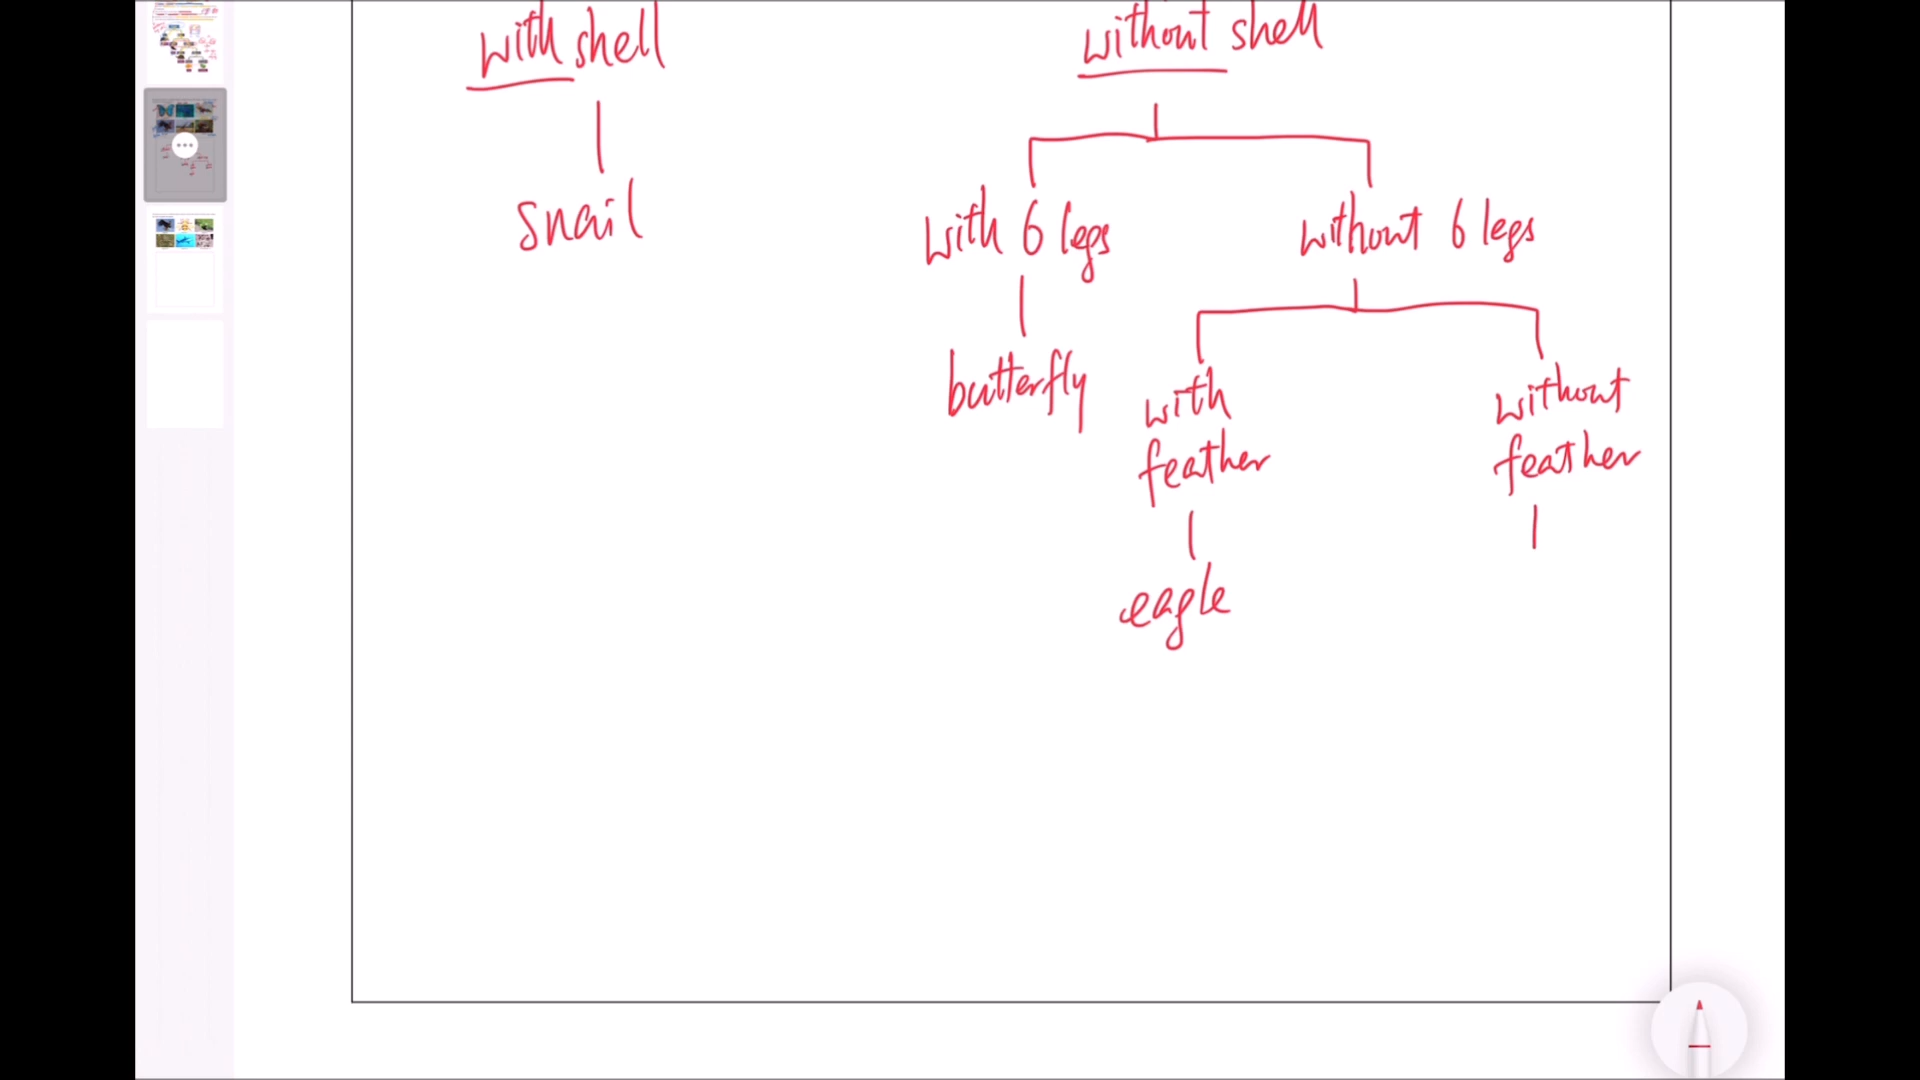 with shell
without shell
snail
with 6 legs
without 6 legs
butterfly
with
feather
without
feather
eagle